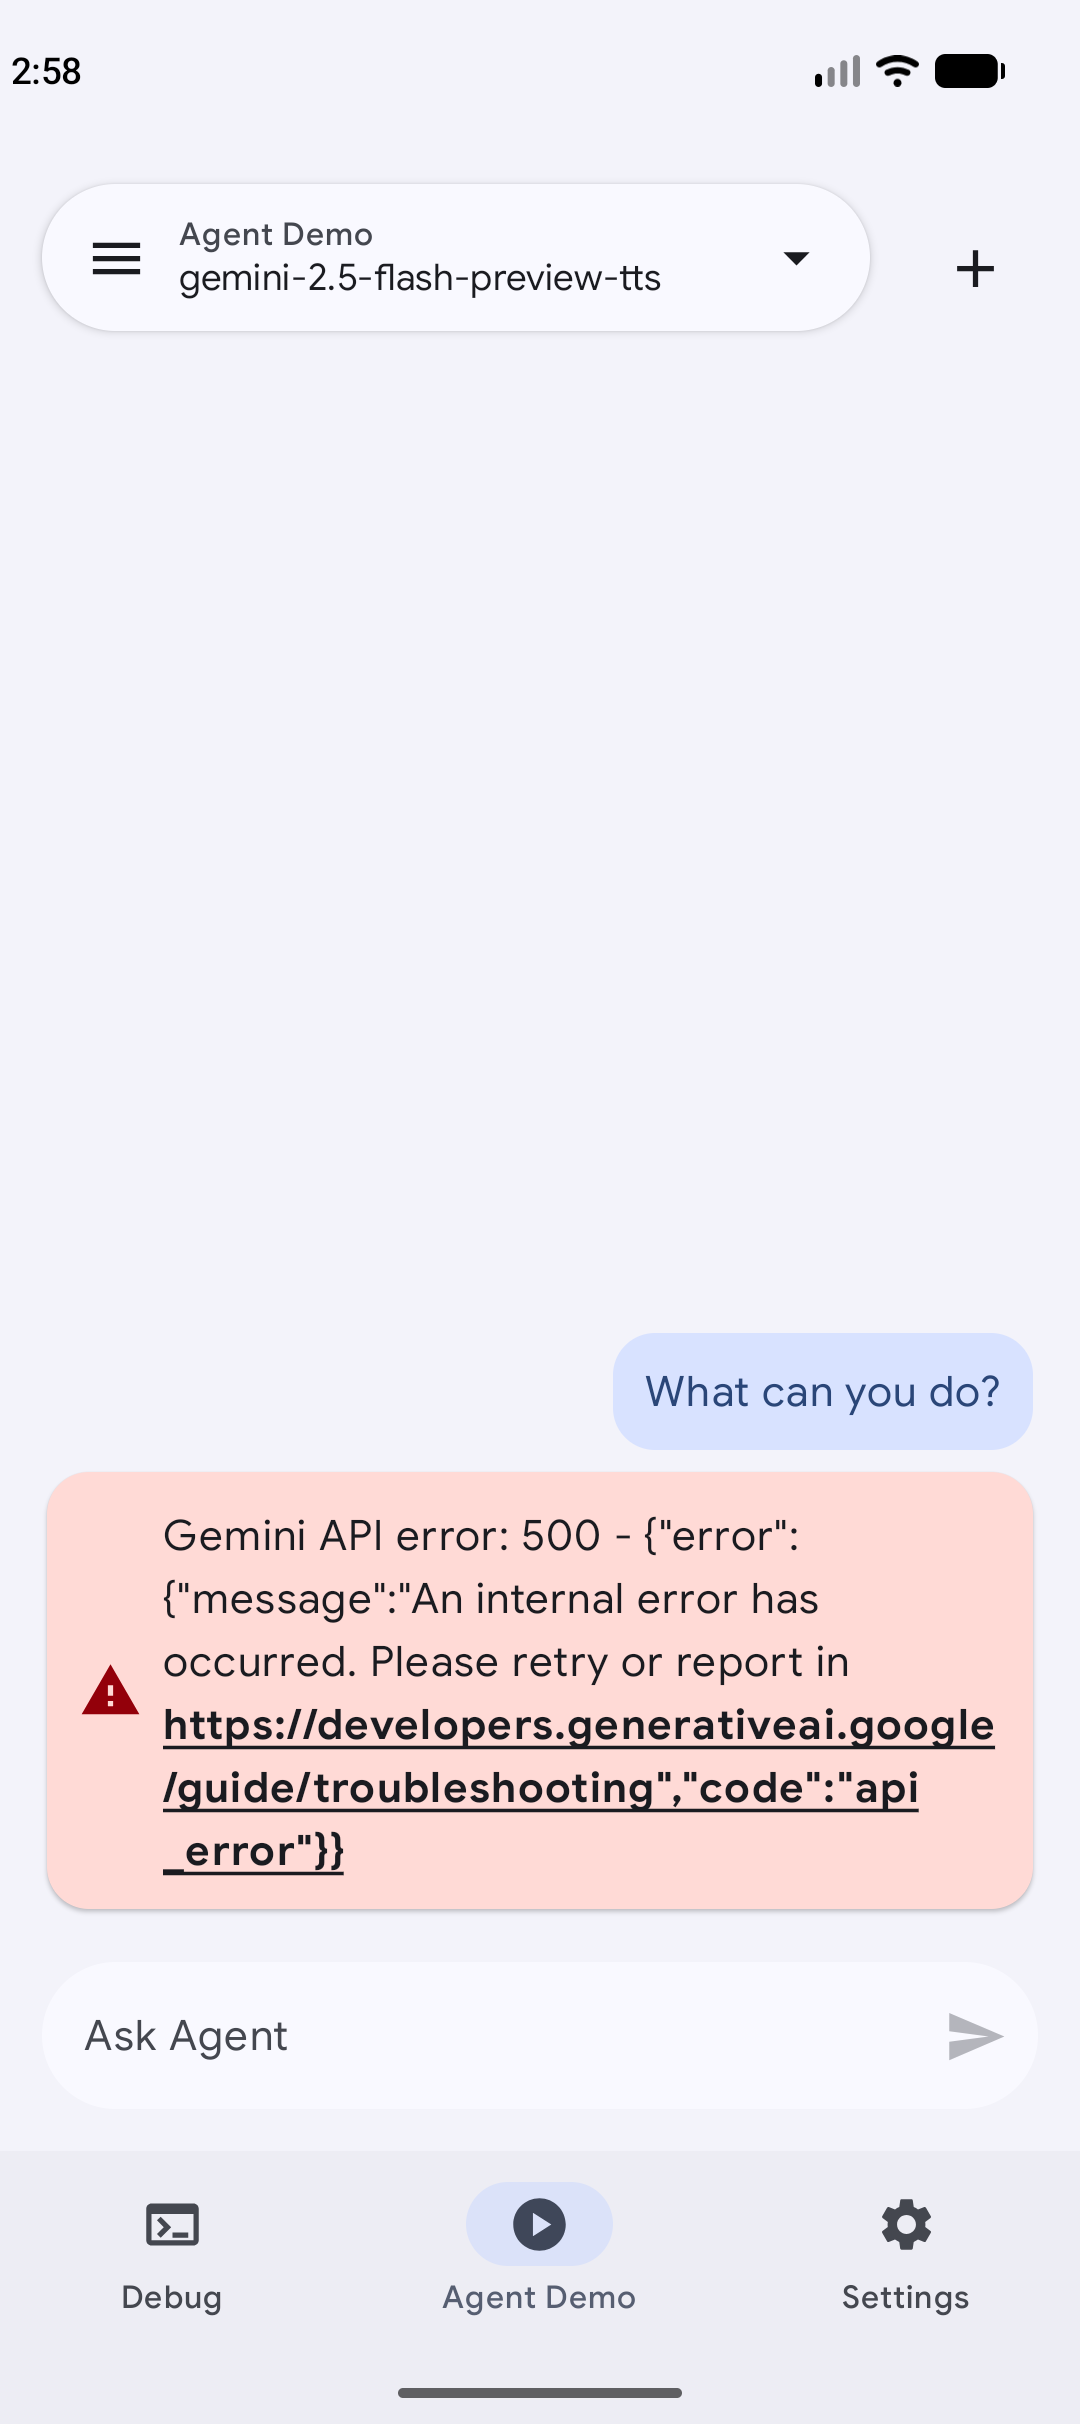 2:58
Agent Demo
gemini-2.5-flash-preview-tts
What can you do?
Gemini API error: 500 - {"error":
{"message":"An internal error has
occurred. Please retry or report in
https://developers.generativeai.google
/guide/troubleshooting","code":"api
_error"}}
Ask Agent
Debug
Agent Demo
Settings